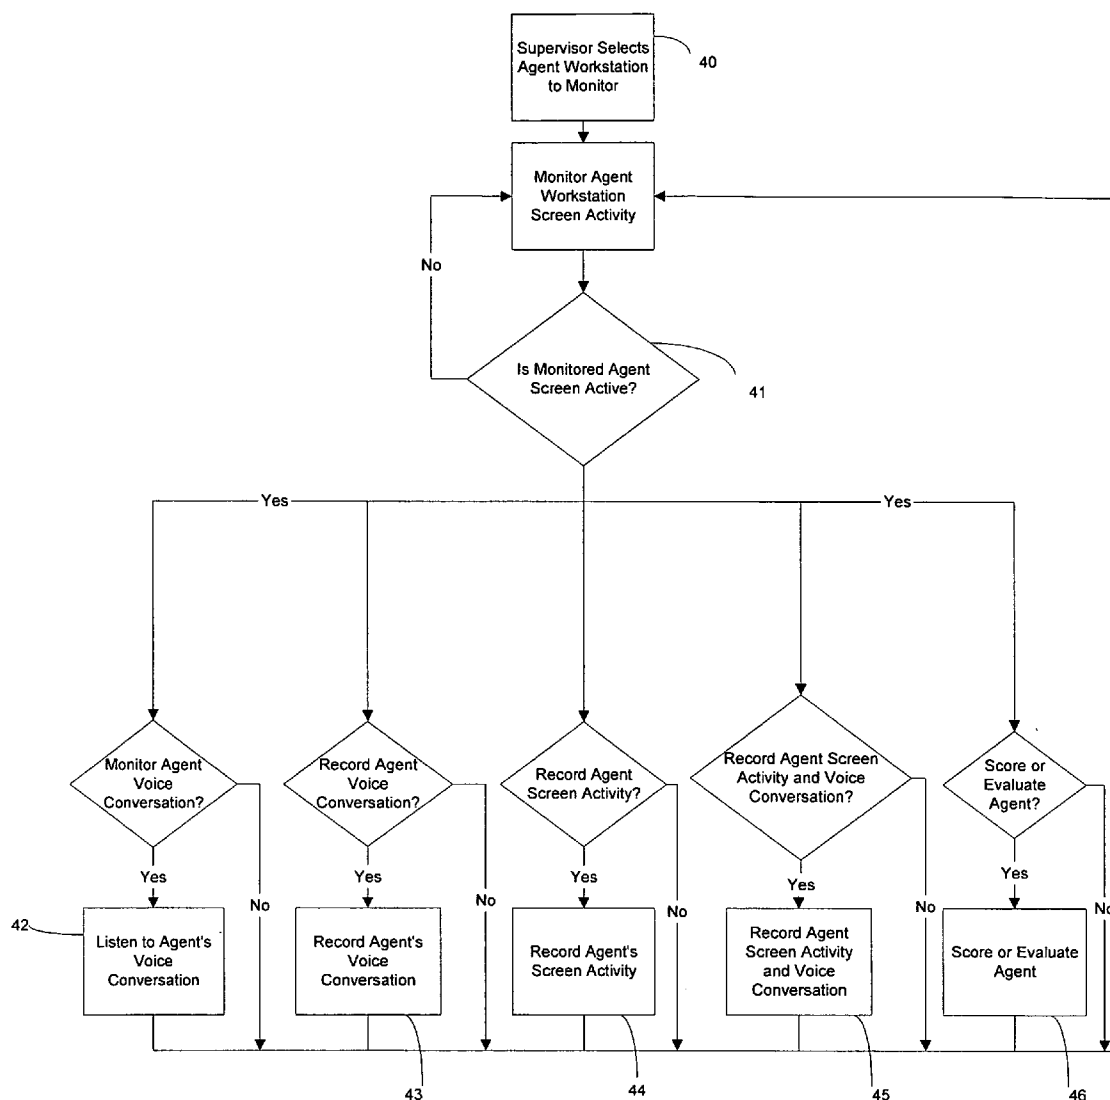 Supervisor Selects
Agent Workstation
to Monitor
40
Monitor Agent
Workstation
Screen Activity
No
Is Monitored Agent
Screen Active?
41
Yes
Yes
Monitor Agent
Voice
Conversation?
Record Agent
Voice
Conversation?
Record Agent
Screen Activity?
Record Agent Screen
Activity and Voice
Conversation?
Score or
Evaluate
Agent?
Yes
Yes
Yes
Yes
Yes
No
No
No
No
No
42
Listen to Agent's
Voice
Conversation
Record Agent's
Voice
Conversation
Record Agent's
Screen Activity
Record Agent
Screen Activity
and Voice
Conversation
Score or Evaluate
Agent
43
44
45
46